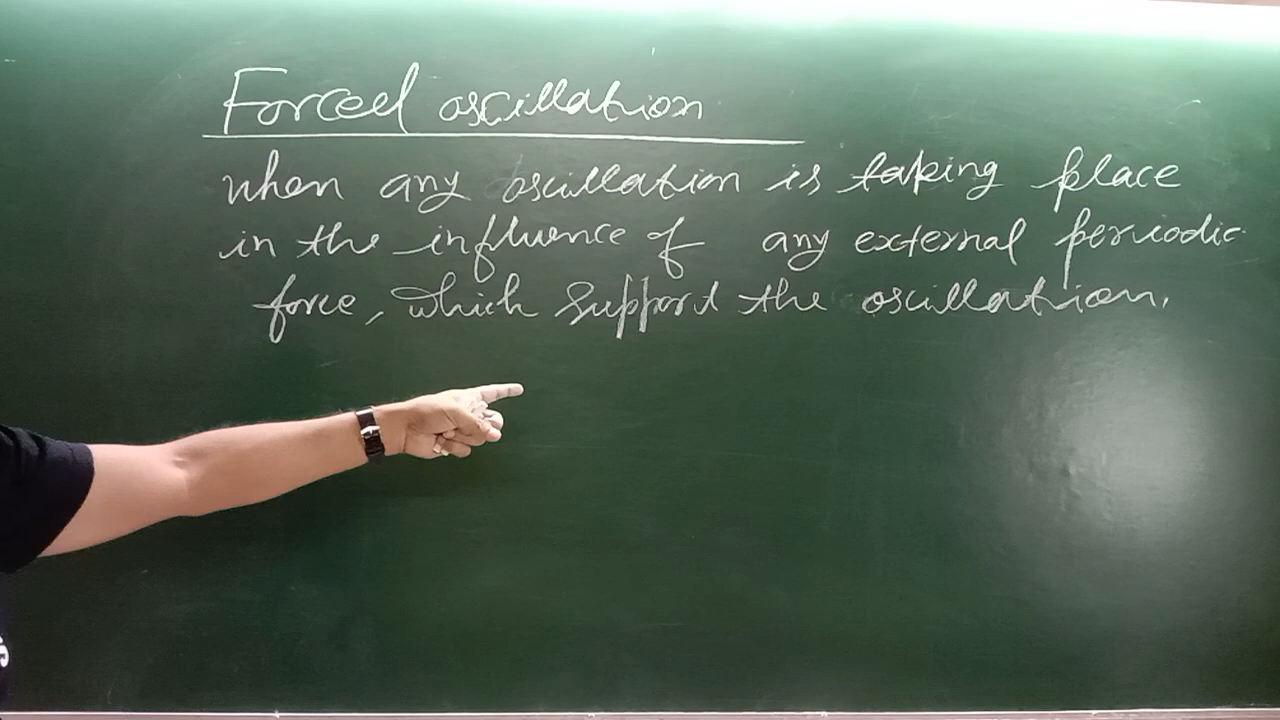 Forced oscillation
when any oscillation is taking place
in the influence of any external periodic
force, which support the oscillation.